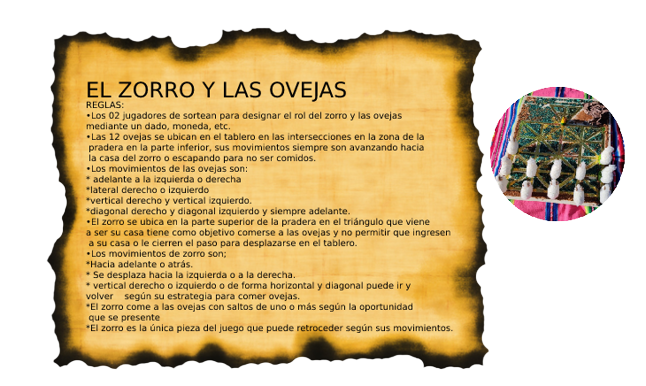 EL ZORRO Y LAS OVEJAS
REGLAS:
•Los 02 jugadores de sortean para designar el rol del zorro y las ovejas
mediante un dado, moneda, etc.
•Las 12 ovejas se ubican en el tablero en las intersecciones en la zona de la
pradera en la parte inferior, sus movimientos siempre son avanzando hacia
la casa del zorro o escapando para no ser comidos.
•Los movimientos de las ovejas son:
* adelante a la izquierda o derecha
*lateral derecho o izquierdo
*vertical derecho y vertical izquierdo.
*diagonal derecho y diagonal izquierdo y siempre adelante.
•El zorro se ubica en la parte superior de la pradera en el triángulo que viene
a ser su casa tiene como objetivo comerse a las ovejas y no permitir que ingresen
a su casa o le cierren el paso para desplazarse en el tablero.
•Los movimientos de zorro son;
*Hacia adelante o atrás.
* Se desplaza hacia la izquierda o a la derecha.
* vertical derecho o izquierdo o de forma horizontal y diagonal puede ir y
volver según su estrategia para comer ovejas.
*El zorro come a las ovejas con saltos de uno o más según la oportunidad
que se presente
*El zorro es la única pieza del juego que puede retroceder según sus movimientos.